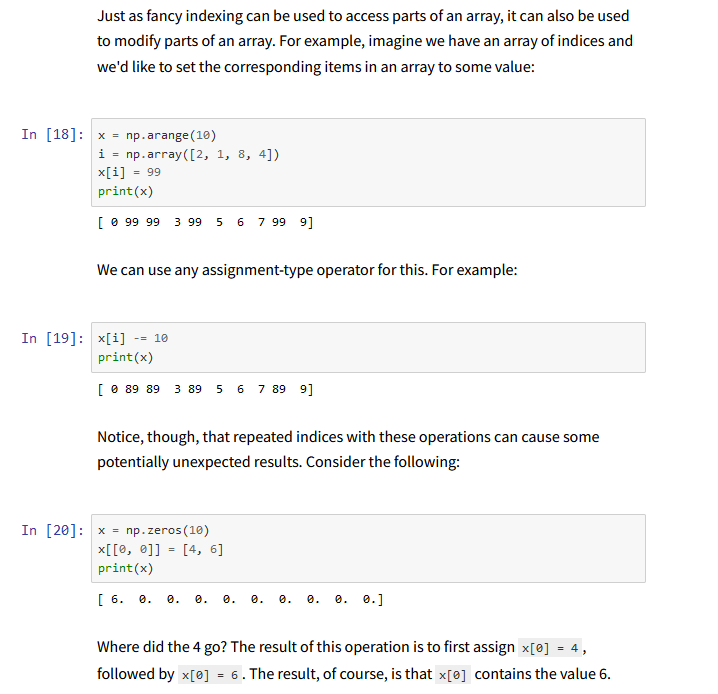 Just as fancy indexing can be used to access parts of an array, it can also be used
to modify parts of an array. For example, imagine we have an array of indices and
we'd like to set the corresponding items in an array to some value:
In [18]: x = np.arange(10)
i = np.array([2, 1, 8, 4])
x[i] = 99
print(x)
[ 0 99 99  3 99  5  6  7 99  9]
We can use any assignment-type operator for this. For example:
In [19]: x[i] -= 10
print(x)
[ 0 89 89  3 89  5  6  7 89  9]
Notice, though, that repeated indices with these operations can cause some
potentially unexpected results. Consider the following:
In [20]: x = np.zeros(10)
x[[0, 0]] = [4, 6]
print(x)
[ 6.  0.  0.  0.  0.  0.  0.  0.  0.  0.]
Where did the 4 go? The result of this operation is to first assign x[0] = 4 ,
followed by x[0] = 6 . The result, of course, is that x[0] contains the value 6.